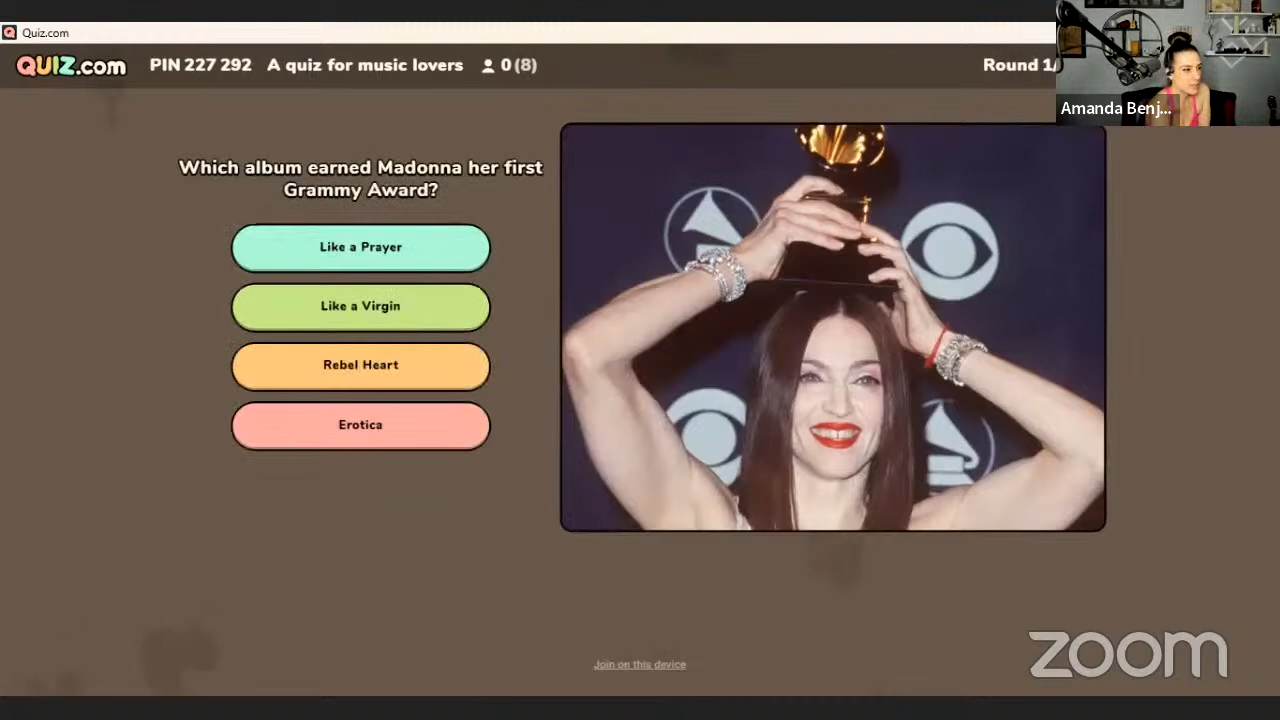 Quiz.com
QUIZ.com PIN 227 292 A quiz for music lovers 0 (8) Round 1/
Amanda Benj...
Which album earned Madonna her first
Grammy Award?
Like a Prayer
Like a Virgin
Rebel Heart
Erotica
Join on this device
zoom